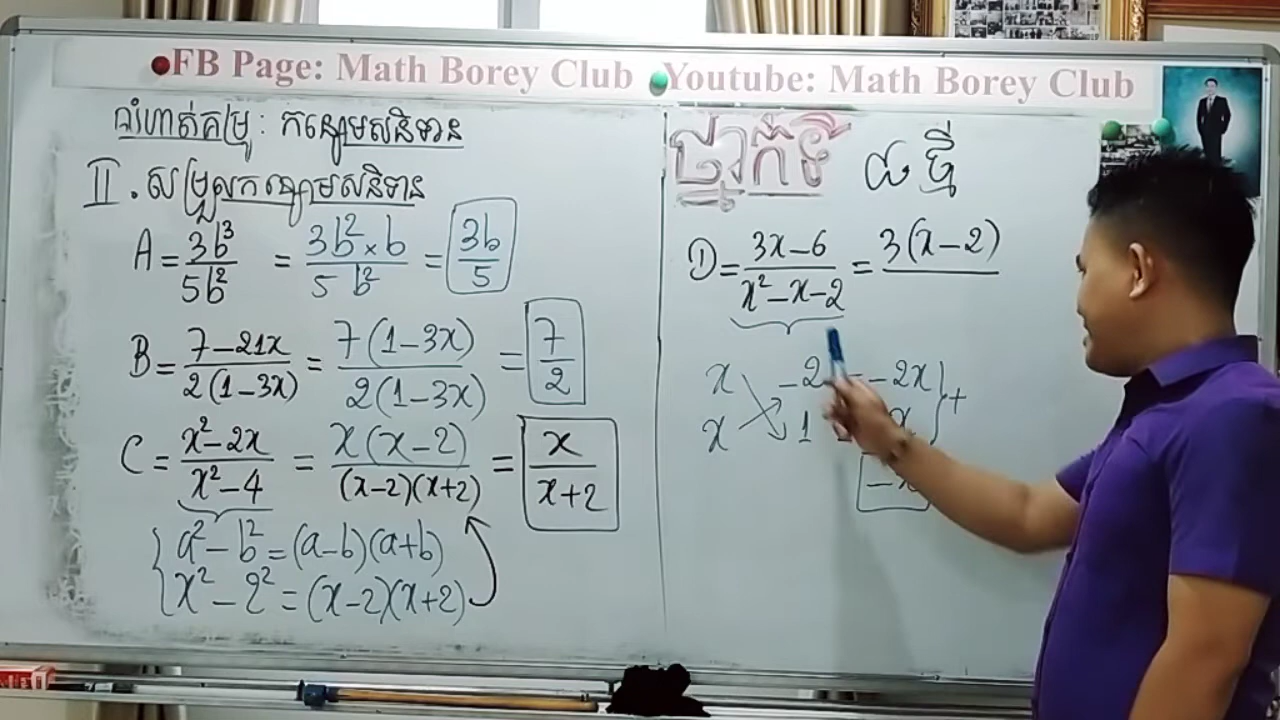 FB Page: Math Borey Club Youtube: Math Borey Club
លំហាត់គម្រូ: កន្សោមសនិទាន
II. សម្រួលកន្សោមសនិទាន
A = 3b³/5b² = 3b²×b/5b² = 3b/5
B = 7−21x/2(1−3x) = 7(1−3x)/2(1−3x) = 7/2
C = x²−2x/x²−4 = x(x−2)/(x−2)(x+2) = x/x+2
a²−b²=(a−b)(a+b)
x²−2²=(x−2)(x+2)
ថ្នាក់ទី
D = 3x−6/x²−x−2 = 3(x−2)
x −2 −2x
x 1 x +
−x